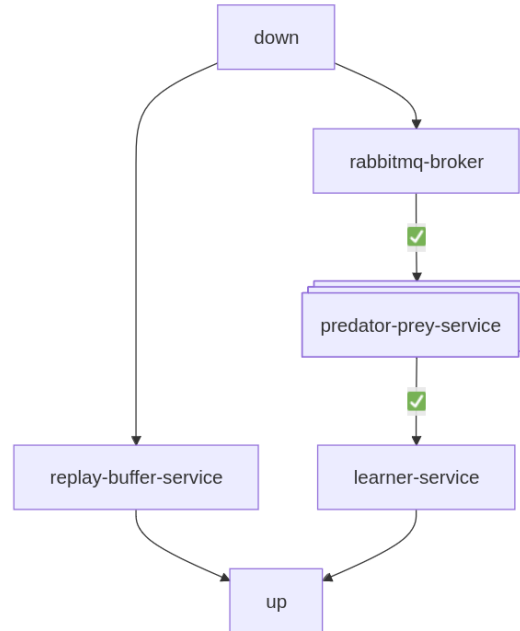 down
rabbitmq-broker
✅
predator-prey-service
✅
replay-buffer-service
learner-service
up